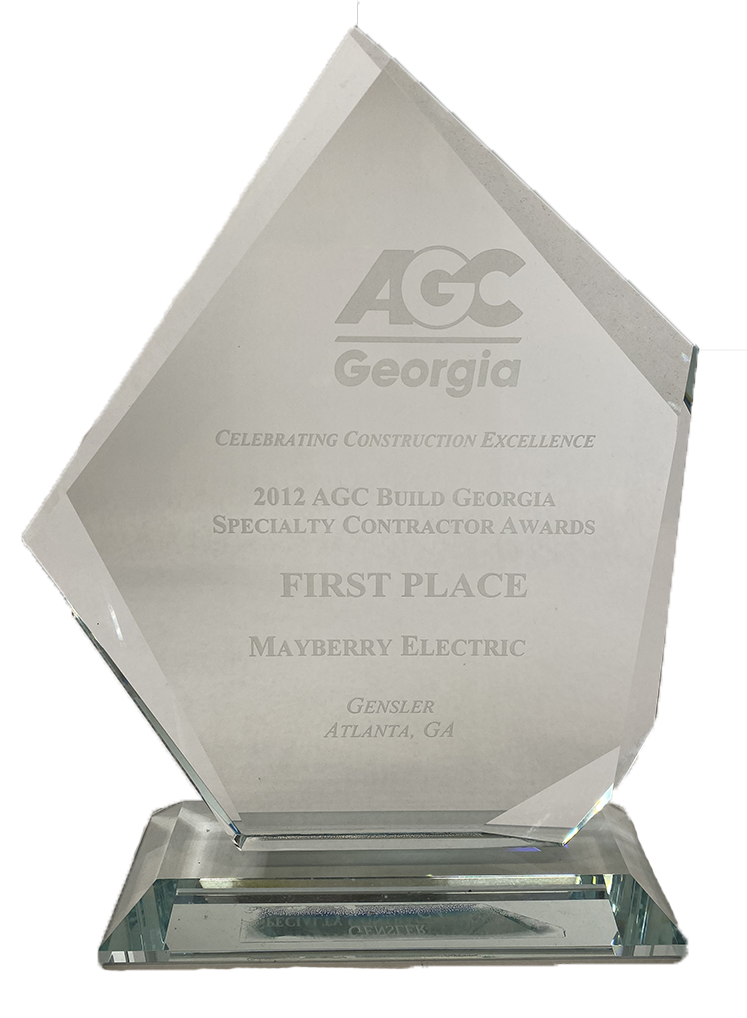 AGC
Georgia
CELEBRATING CONSTRUCTION EXCELLENCE
2012 AGC BUILD GEORGIA
SPECIALTY CONTRACTOR AWARDS
FIRST PLACE
MAYBERRY ELECTRIC
GENSLER
ATLANTA, GA